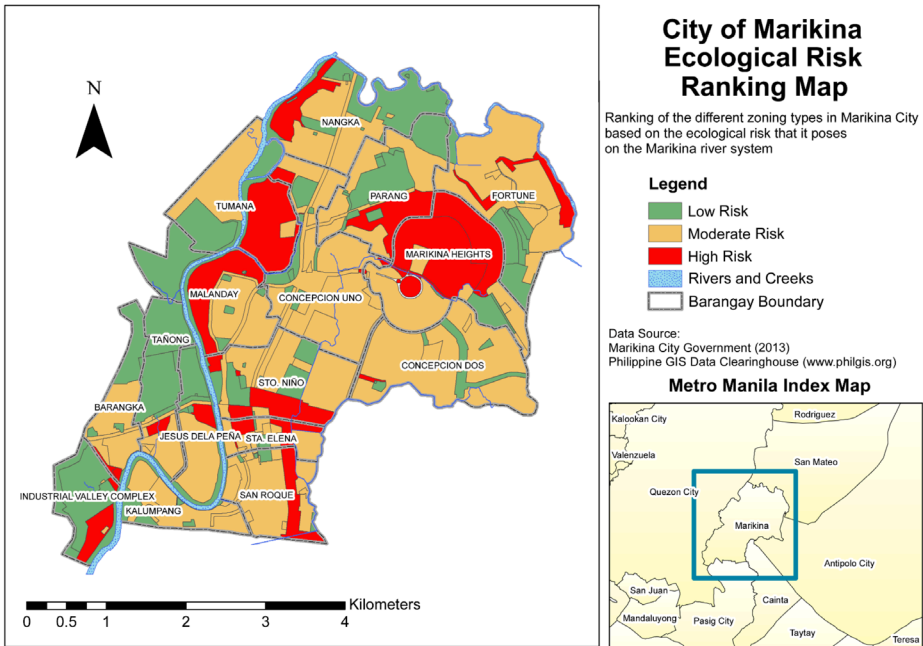 City of Marikina
Ecological Risk
Ranking Map
Ranking of the different zoning types in Marikina City
based on the ecological risk that it poses
on the Marikina river system
Legend
Low Risk
Moderate Risk
High Risk
Rivers and Creeks
Barangay Boundary
Data Source:
Marikina City Government (2013)
Philippine GIS Data Clearinghouse (www.philgis.org)
Metro Manila Index Map
Kalookan City
Rodriguez
Valenzuela
San Mateo
Quezon City
Marikina
Antipolo City
San Juan
Cainta
Mandaluyong
Pasig City
Taytay
Teresa
N
NANGKA
PARANG
FORTUNE
TUMANA
MARIKINA HEIGHTS
MALANDAY
CONCEPCION UNO
TAÑONG
CONCEPCION DOS
STO. NIÑO
BARANGKA
JESUS DELA PEÑA
STA. ELENA
INDUSTRIAL VALLEY COMPLEX
SAN ROQUE
KALUMPANG
Kilometers
0 0.5 1 2 3 4